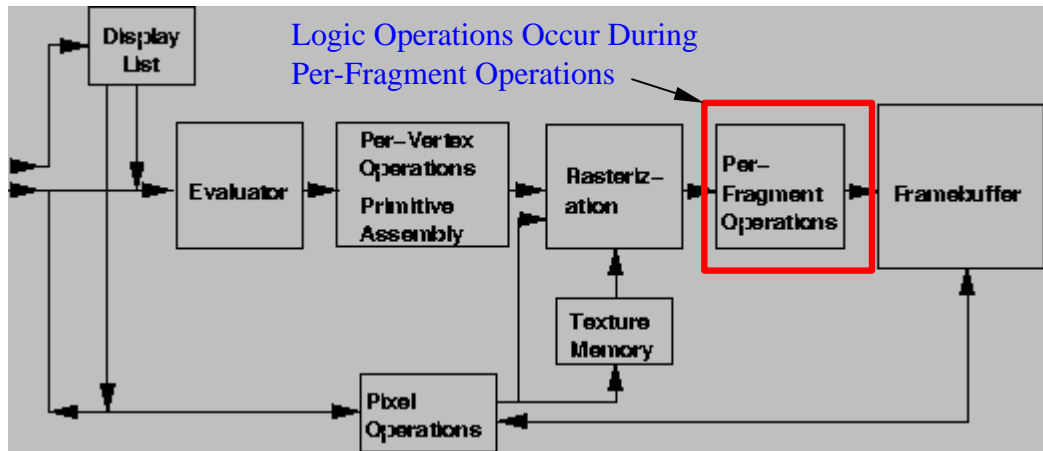 Display
List
Logic Operations Occur During
Per-Fragment Operations
Evaluator
Per-Vertex
Operations
Primitive
Assembly
Rasteriz-
ation
Per-
Fragment
Operations
Framebuffer
Texture
Memory
Pixel
Operations